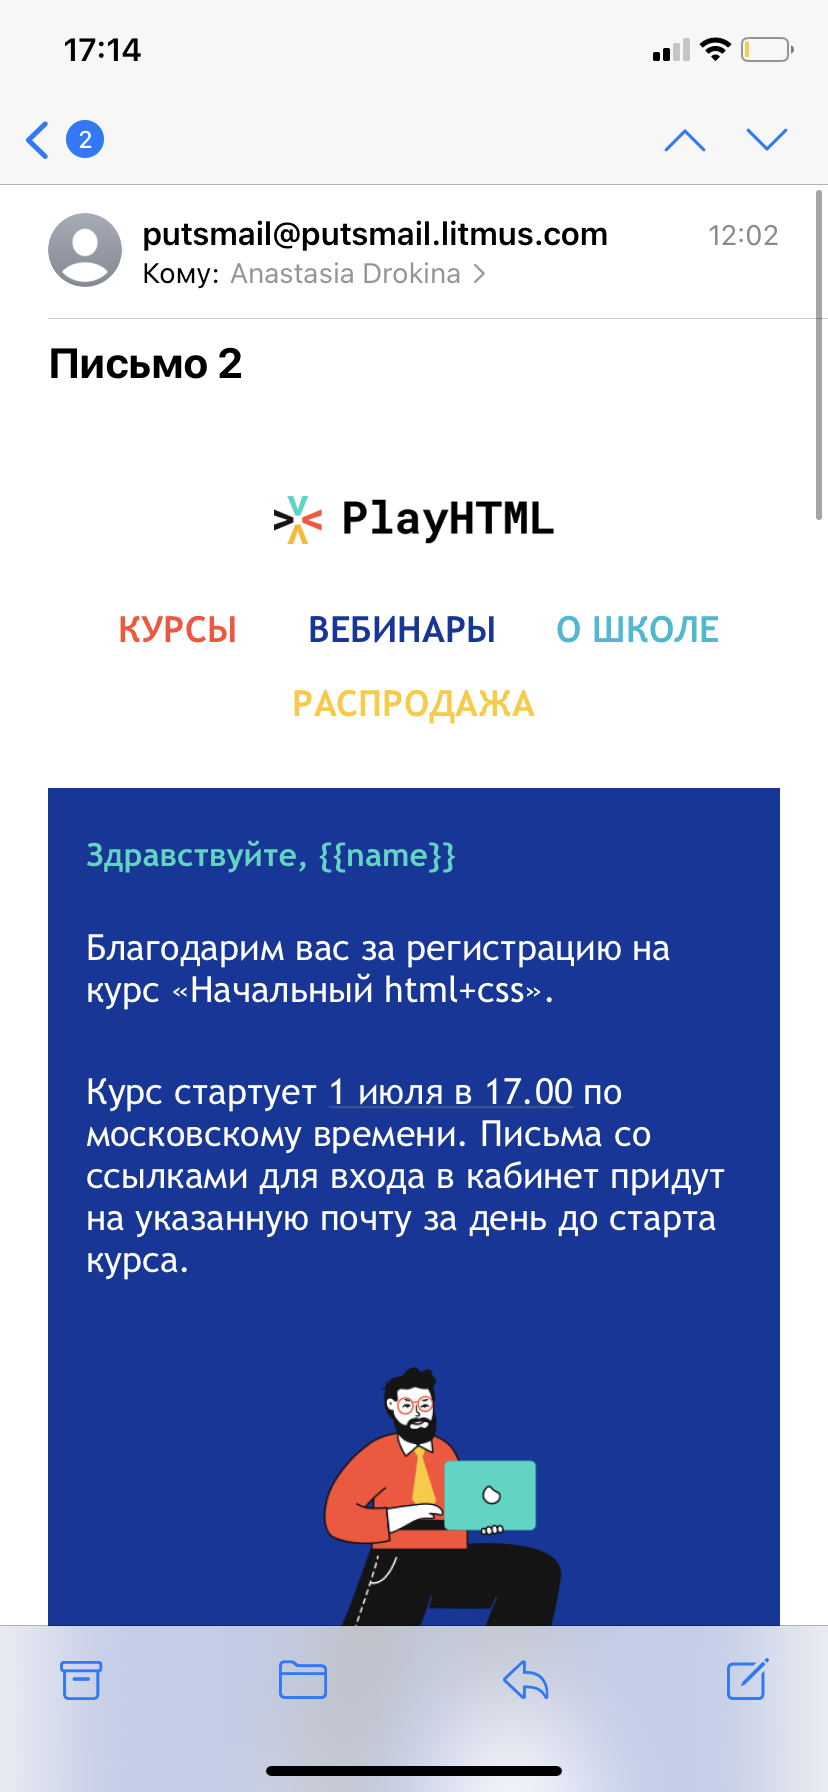 17:14
2
putsmail@putsmail.litmus.com 12:02
Кому: Anastasia Drokina
Письмо 2
PlayHTML
КУРСЫ ВЕБИНАРЫ О ШКОЛЕ
РАСПРОДАЖА
Здравствуйте, {{name}}
Благодарим вас за регистрацию на
курс «Начальный html+css».
Курс стартует 1 июля в 17.00 по
московскому времени. Письма со
ссылками для входа в кабинет придут
на указанную почту за день до старта
курса.